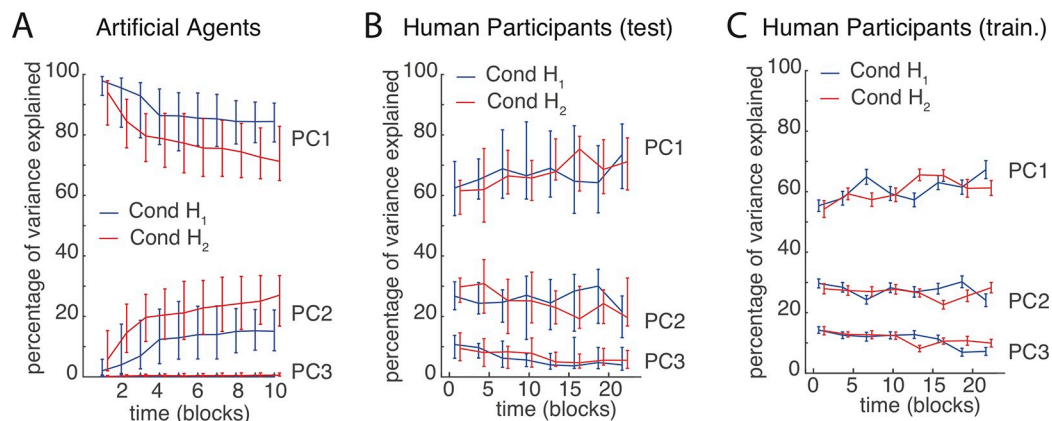 A Artificial Agents
percentage of variance explained
100
80
60
40
20
0
PC1
Cond H1
Cond H2
PC2
PC3
2 4 6 8 10
time (blocks)
B Human Participants (test)
percentage of variance explained
100
80
60
40
20
0
Cond H1
Cond H2
PC1
PC2
PC3
0 5 10 15 20
time (blocks)
C Human Participants (train.)
percentage of variance explained
100
80
60
40
20
0
Cond H1
Cond H2
PC1
PC2
PC3
0 5 10 15 20
time (blocks)